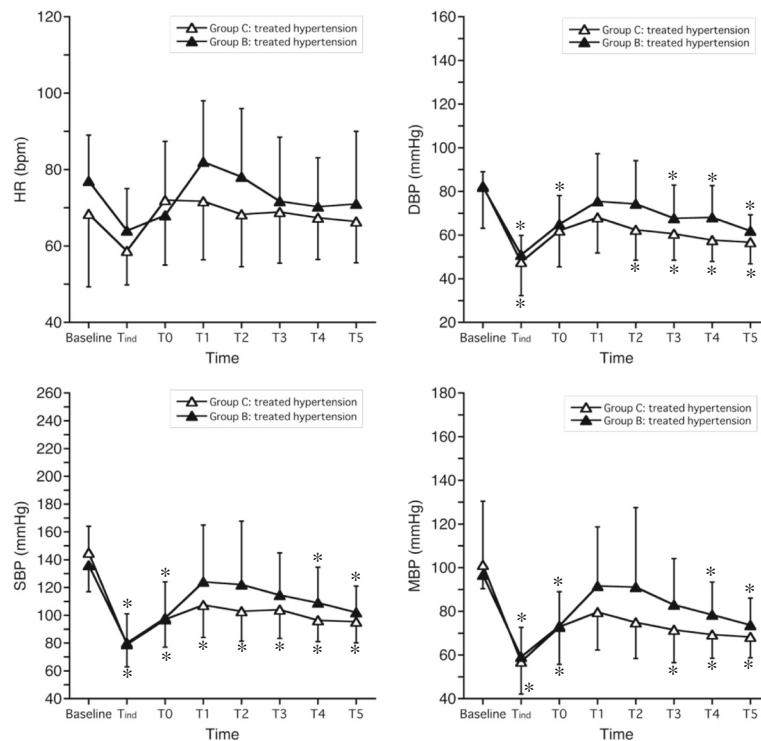 120
100
80
60
40
HR (bpm)
Group C: treated hypertension
Group B: treated hypertension
Baseline Tind T0 T1 T2 T3 T4 T5
Time
160
140
120
100
80
60
40
20
DBP (mmHg)
Group C: treated hypertension
Group B: treated hypertension
* * * * *
* * * * *
Baseline Tind T0 T1 T2 T3 T4 T5
Time
260
240
220
200
180
160
140
120
100
80
60
40
SBP (mmHg)
Group C: treated hypertension
Group B: treated hypertension
* * * *
* * * * * * *
Baseline Tind T0 T1 T2 T3 T4 T5
Time
180
160
140
120
100
80
60
40
MBP (mmHg)
Group C: treated hypertension
Group B: treated hypertension
* * * *
* * * * *
Baseline Tind T0 T1 T2 T3 T4 T5
Time